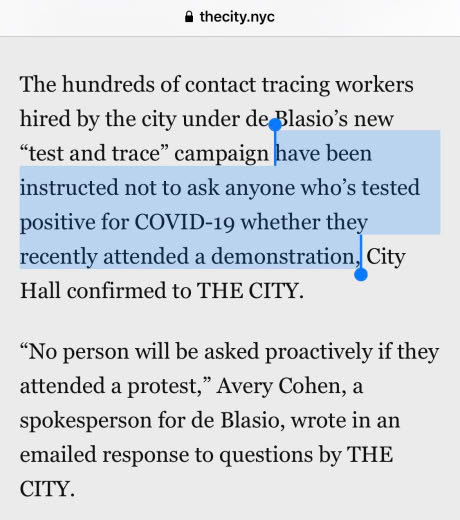 thecity.nyc
The hundreds of contact tracing workers
hired by the city under de Blasio’s new
“test and trace” campaign have been
instructed not to ask anyone who’s tested
positive for COVID-19 whether they
recently attended a demonstration, City
Hall confirmed to THE CITY.
“No person will be asked proactively if they
attended a protest,” Avery Cohen, a
spokesperson for de Blasio, wrote in an
emailed response to questions by THE
CITY.